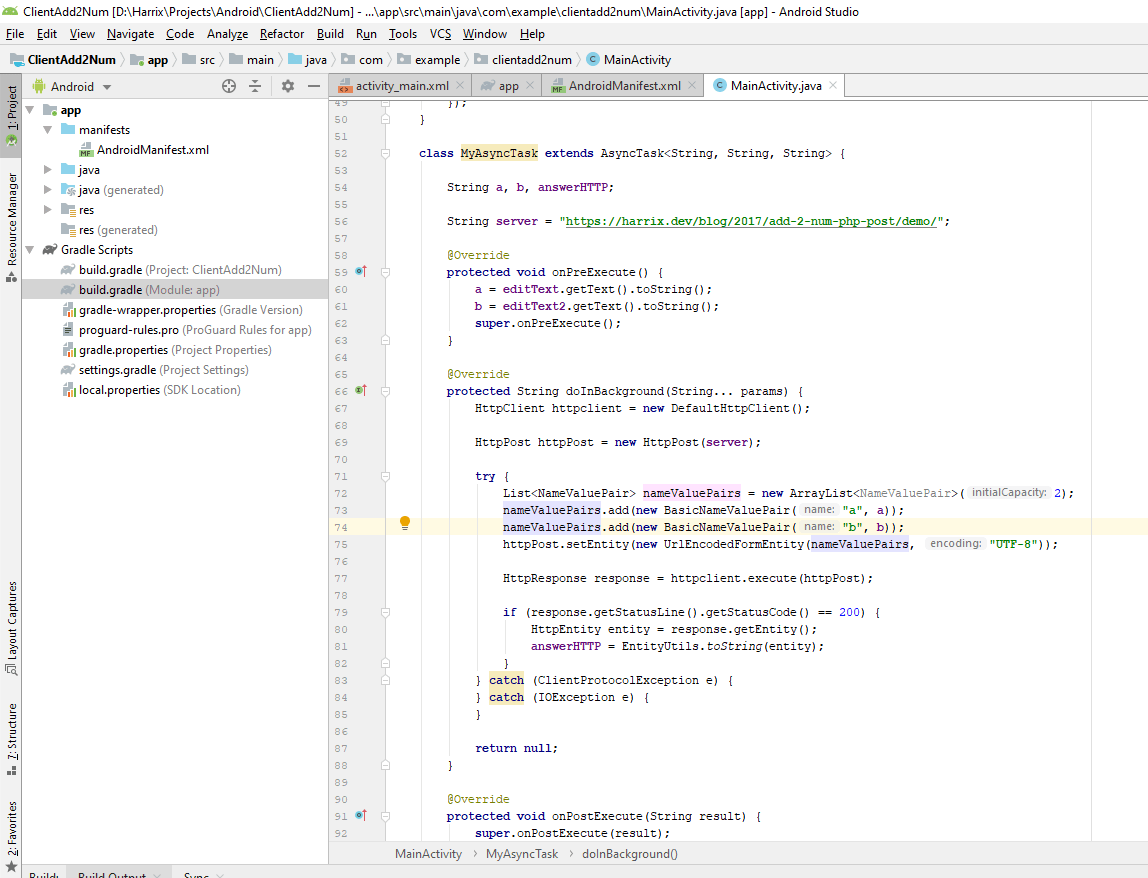 ClientAdd2Num [D:\Harrix\Projects\Android\ClientAdd2Num] - ...\app\src\main\java\com\example\clientadd2num\MainActivity.java [app] - Android Studio
File Edit View Navigate Code Analyze Refactor Build Run Tools VCS Window Help
ClientAdd2Num app src main java com example clientadd2num MainActivity
1: Project
Resource Manager
Layout Captures
7: Structure
2: Favorites
Android
app
manifests
AndroidManifest.xml
java
java (generated)
res
res (generated)
Gradle Scripts
build.gradle (Project: ClientAdd2Num)
build.gradle (Module: app)
gradle-wrapper.properties (Gradle Version)
proguard-rules.pro (ProGuard Rules for app)
gradle.properties (Project Properties)
settings.gradle (Project Settings)
local.properties (SDK Location)
activity_main.xml app AndroidManifest.xml MainActivity.java
49 });
50 }
51
52 class MyAsyncTask extends AsyncTask<String, String, String> {
53
54 String a, b, answerHTTP;
55
56 String server = "https://harrix.dev/blog/2017/add-2-num-php-post/demo/";
57
58 @Override
59 protected void onPreExecute() {
60 a = editText.getText().toString();
61 b = editText2.getText().toString();
62 super.onPreExecute();
63 }
64
65 @Override
66 protected String doInBackground(String... params) {
67 HttpClient httpclient = new DefaultHttpClient();
68
69 HttpPost httpPost = new HttpPost(server);
70
71 try {
72 List<NameValuePair> nameValuePairs = new ArrayList<NameValuePair>( initialCapacity: 2);
73 nameValuePairs.add(new BasicNameValuePair( name: "a", a));
74 nameValuePairs.add(new BasicNameValuePair( name: "b", b));
75 httpPost.setEntity(new UrlEncodedFormEntity(nameValuePairs, encoding: "UTF-8"));
76
77 HttpResponse response = httpclient.execute(httpPost);
78
79 if (response.getStatusLine().getStatusCode() == 200) {
80 HttpEntity entity = response.getEntity();
81 answerHTTP = EntityUtils.toString(entity);
82 }
83 } catch (ClientProtocolException e) {
84 } catch (IOException e) {
85 }
86
87 return null;
88 }
89
90 @Override
91 protected void onPostExecute(String result) {
92 super.onPostExecute(result);
MainActivity MyAsyncTask doInBackground()
Build: Build Output Sync